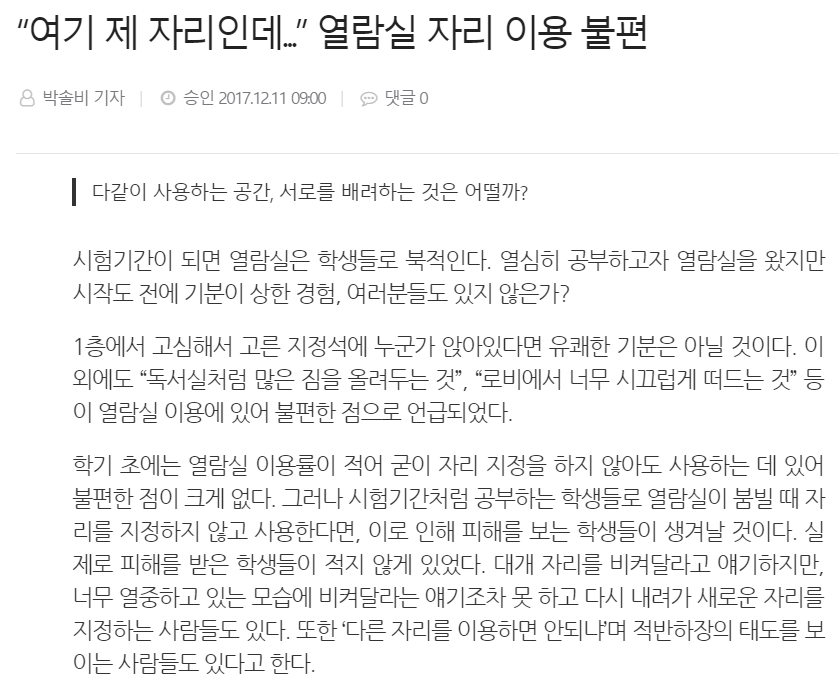 “여기 제 자리인데...” 열람실 자리 이용 불편
박솔비 기자 | 승인 2017.12.11 09:00 | 댓글 0
다같이 사용하는 공간, 서로를 배려하는 것은 어떨까?
시험기간이 되면 열람실은 학생들로 북적인다. 열심히 공부하고자 열람실을 왔지만
시작도 전에 기분이 상한 경험, 여러분들도 있지 않은가?
1층에서 고심해서 고른 지정석에 누군가 앉아있다면 유쾌한 기분은 아닐 것이다. 이
외에도 “독서실처럼 많은 짐을 올려두는 것”, “로비에서 너무 시끄럽게 떠드는 것” 등
이 열람실 이용에 있어 불편한 점으로 언급되었다.
학기 초에는 열람실 이용률이 적어 굳이 자리 지정을 하지 않아도 사용하는 데 있어
불편한 점이 크게 없다. 그러나 시험기간처럼 공부하는 학생들로 열람실이 붐빌 때 자
리를 지정하지 않고 사용한다면, 이로 인해 피해를 보는 학생들이 생겨날 것이다. 실
제로 피해를 받은 학생들이 적지 않게 있었다. 대개 자리를 비켜달라고 얘기하지만,
너무 열중하고 있는 모습에 비켜달라는 얘기조차 못 하고 다시 내려가 새로운 자리를
지정하는 사람들도 있다. 또한 ‘다른 자리를 이용하면 안되냐’며 적반하장의 태도를 보
이는 사람들도 있다고 한다.